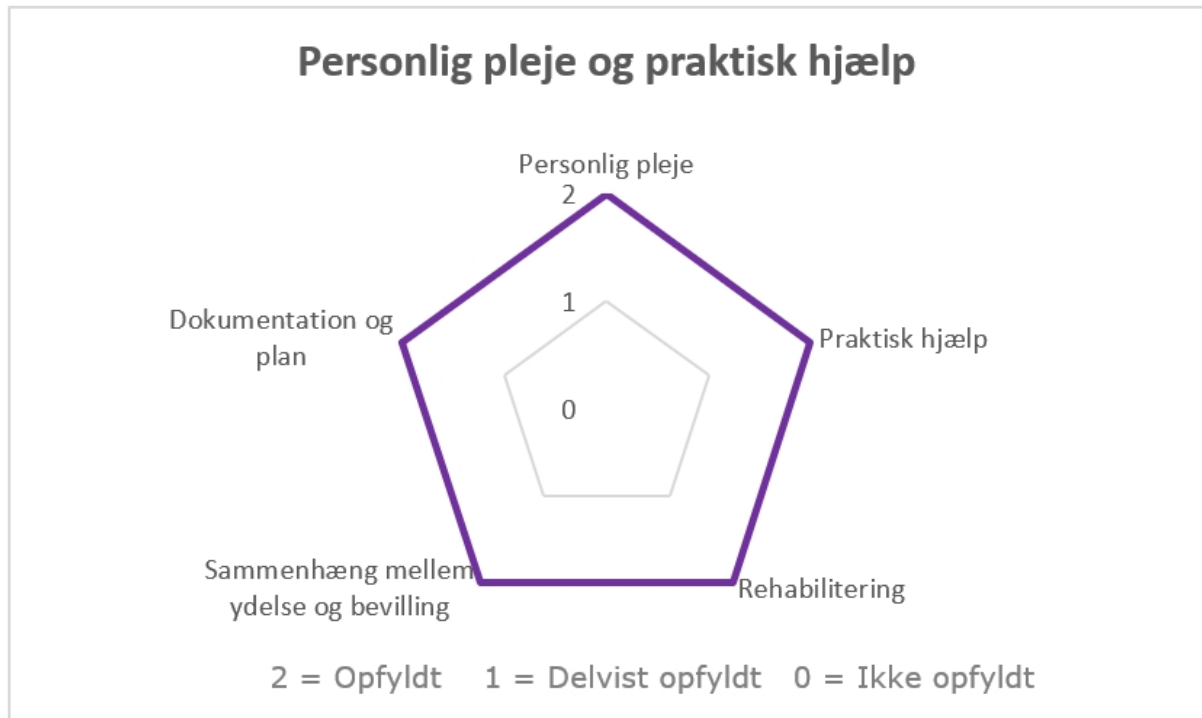 Personlig pleje og praktisk hjælp
Personlig pleje
2
1
0
Praktisk hjælp
Rehabilitering
Sammenhæng mellem
ydelse og bevilling
Dokumentation og
plan
2 = Opfyldt 1 = Delvist opfyldt 0 = Ikke opfyldt